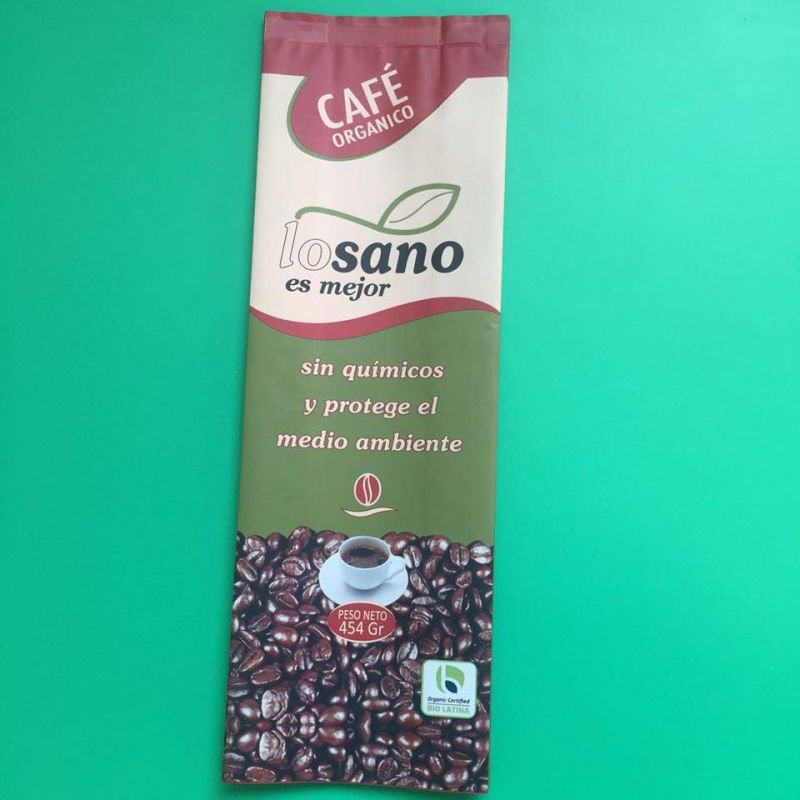 CAFÉ
ORGANICO
losano
es mejor
sin químicos
y protege el
medio ambiente
PESO NETO
454 Gr
Organic Certified
BIO LATINA